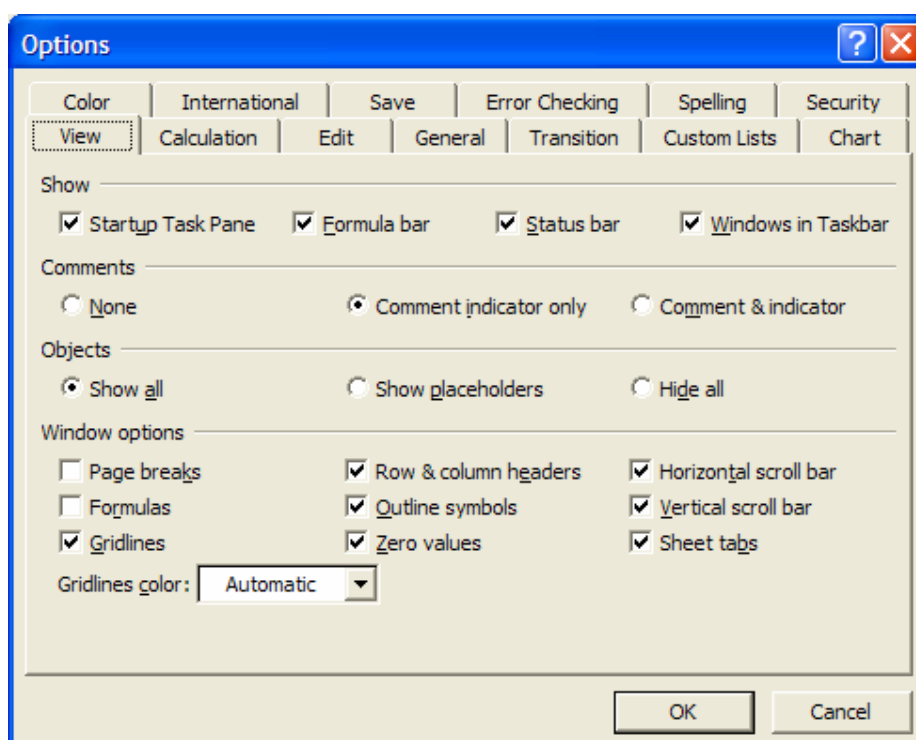 Options ?
Color International Save Error Checking Spelling Security
View Calculation Edit General Transition Custom Lists Chart
Show
Startup Task Pane Formula bar Status bar Windows in Taskbar
Comments
None Comment indicator only Comment & indicator
Objects
Show all Show placeholders Hide all
Window options
Page breaks Row & column headers Horizontal scroll bar
Formulas Outline symbols Vertical scroll bar
Gridlines Zero values Sheet tabs
Gridlines color: Automatic
OK Cancel